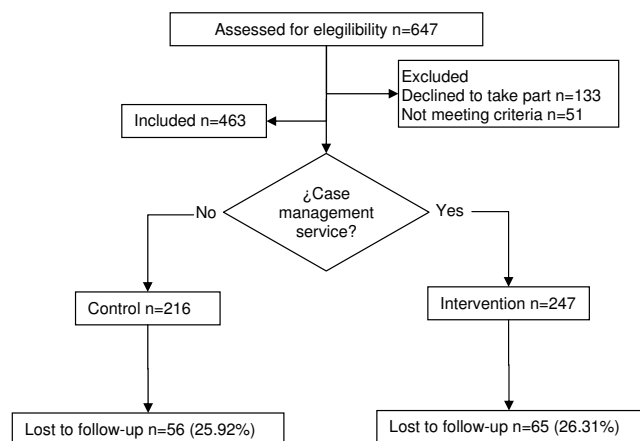 Assessed for elegilibility n=647
Excluded
Declined to take part n=133
Not meeting criteria n=51
Included n=463
¿Case
management
service?
No
Yes
Control n=216
Intervention n=247
Lost to follow-up n=56 (25.92%)
Lost to follow-up n=65 (26.31%)